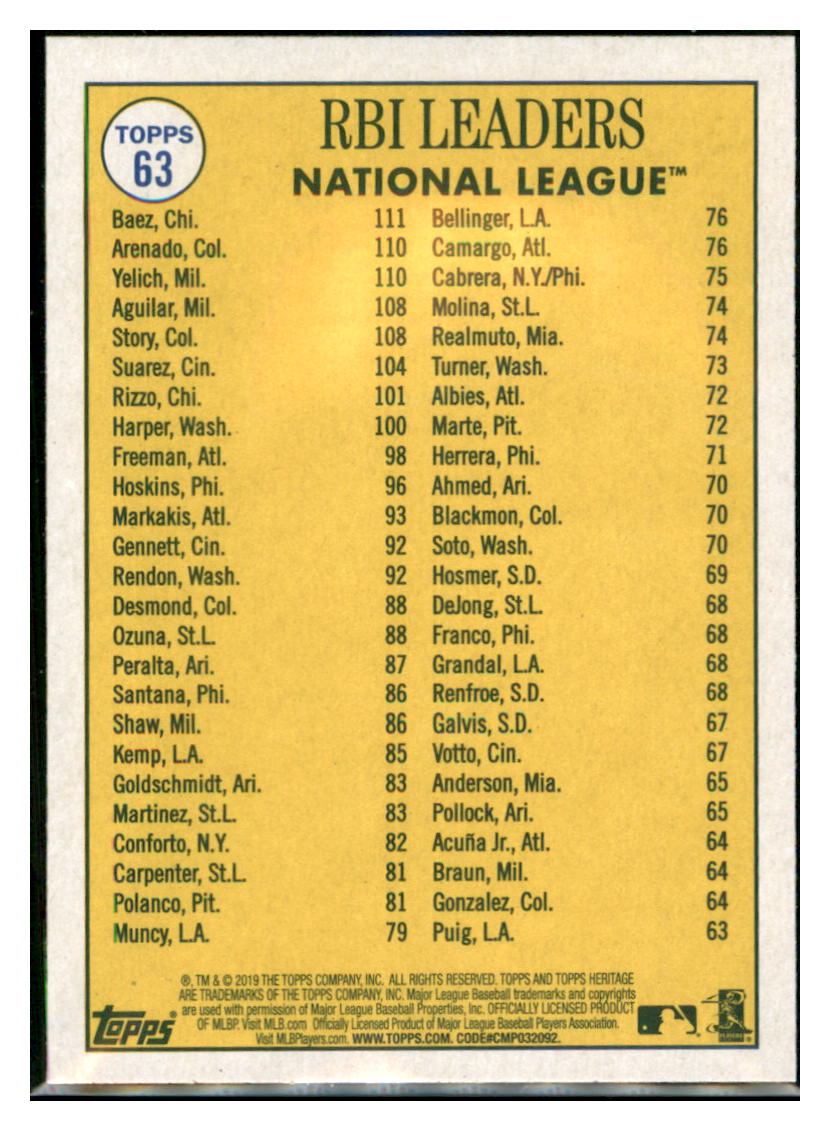 TOPPS
63
RBI LEADERS
NATIONAL LEAGUE™
Baez, Chi. 111
Arenado, Col. 110
Yelich, Mil. 110
Aguilar, Mil. 108
Story, Col. 108
Suarez, Cin. 104
Rizzo, Chi. 101
Harper, Wash. 100
Freeman, Atl. 98
Hoskins, Phi. 96
Markakis, Atl. 93
Gennett, Cin. 92
Rendon, Wash. 92
Desmond, Col. 88
Ozuna, St.L. 88
Peralta, Ari. 87
Santana, Phi. 86
Shaw, Mil. 86
Kemp, L.A. 85
Goldschmidt, Ari. 83
Martinez, St.L. 83
Conforto, N.Y. 82
Carpenter, St.L. 81
Polanco, Pit. 81
Muncy, L.A. 79
Bellinger, L.A. 76
Camargo, Atl. 76
Cabrera, N.Y./Phi. 75
Molina, St.L. 74
Realmuto, Mia. 74
Turner, Wash. 73
Albies, Atl. 72
Marte, Pit. 72
Herrera, Phi. 71
Ahmed, Ari. 70
Blackmon, Col. 70
Soto, Wash. 70
Hosmer, S.D. 69
DeJong, St.L. 68
Franco, Phi. 68
Grandal, L.A. 68
Renfroe, S.D. 68
Galvis, S.D. 67
Votto, Cin. 67
Anderson, Mia. 65
Pollock, Ari. 65
Acuña Jr., Atl. 64
Braun, Mil. 64
Gonzalez, Col. 64
Puig, L.A. 63
®, TM & © 2019 THE TOPPS COMPANY, INC. ALL RIGHTS RESERVED. TOPPS AND TOPPS HERITAGE
ARE TRADEMARKS OF THE TOPPS COMPANY, INC. Major League Baseball trademarks and copyrights
are used with permission of Major League Baseball Properties, Inc. OFFICIALLY LICENSED PRODUCT
OF MLBP. Visit MLB.com Officially Licensed Product of Major League Baseball Players Association.
Visit MLBPlayers.com. WWW.TOPPS.COM. CODE#CMP032092.
TOPPS